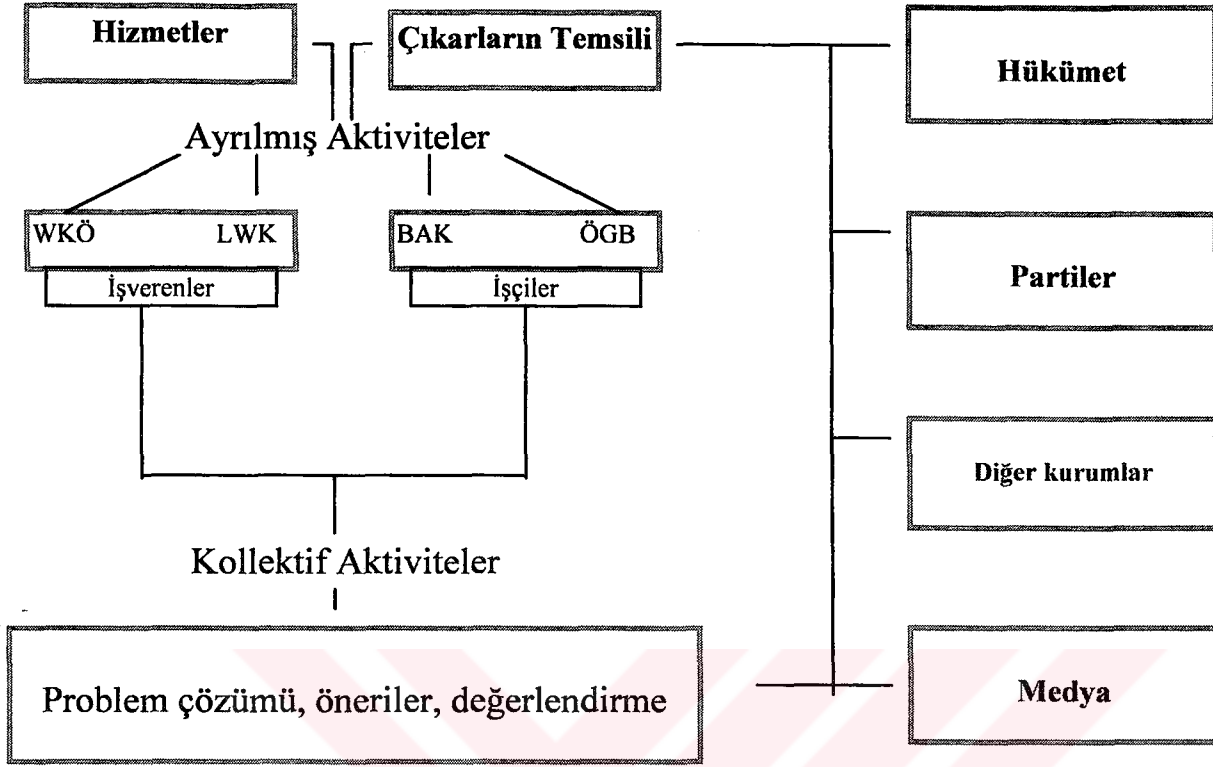 Hizmetler
Çıkarların Temsili
Hükümet
Ayrılmış Aktiviteler
WKÖ LWK
BAK ÖGB
İşverenler
İşçiler
Partiler
Diğer kurumlar
Kollektif Aktiviteler
Problem çözümü, öneriler, değerlendirme
Medya